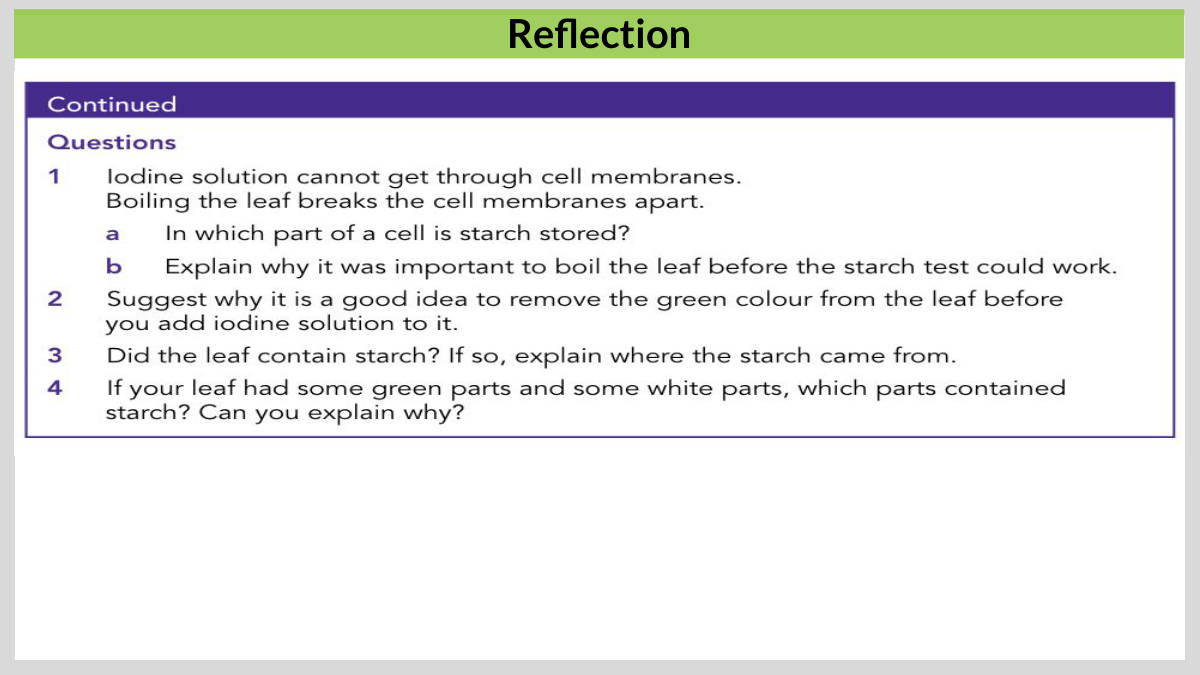 Reflection
Continued
Questions
1 Iodine solution cannot get through cell membranes.
Boiling the leaf breaks the cell membranes apart.
a In which part of a cell is starch stored?
b Explain why it was important to boil the leaf before the starch test could work.
2 Suggest why it is a good idea to remove the green colour from the leaf before
you add iodine solution to it.
3 Did the leaf contain starch? If so, explain where the starch came from.
4 If your leaf had some green parts and some white parts, which parts contained
starch? Can you explain why?